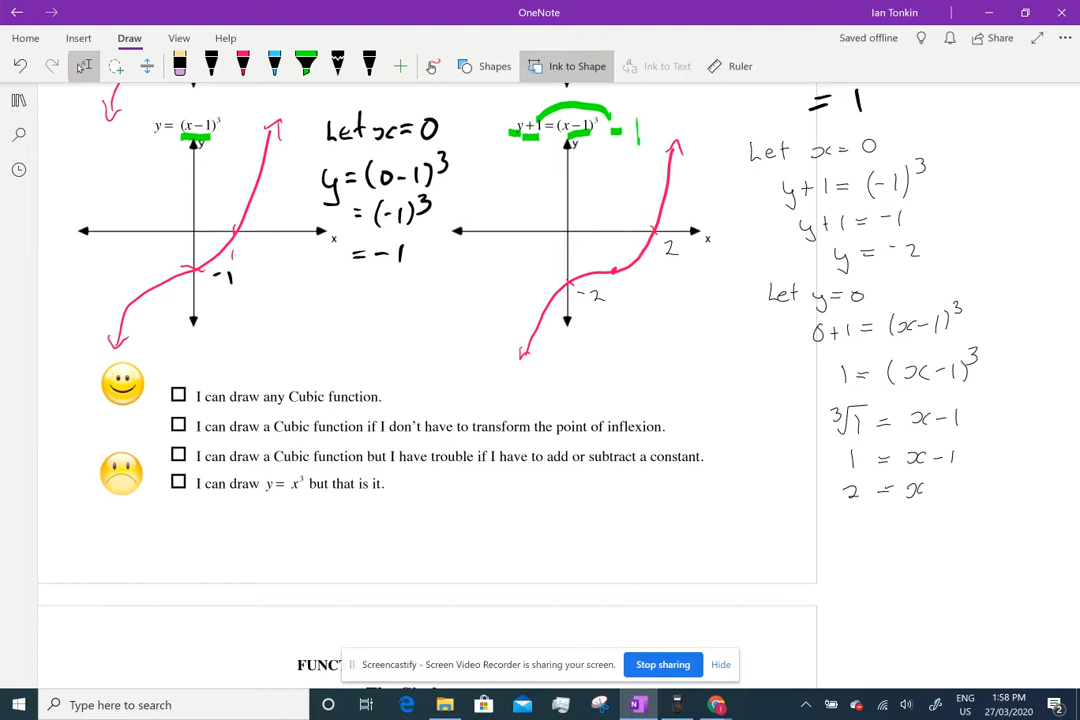 OneNote
Ian Tonkin
Home Insert Draw View Help
Saved offline
Share
Shapes
Ink to Shape
Ink to Text
Ruler
= 1
y = (x−1)³
Let x=0
y = (0-1)³
= (-1)³
= -1
y
x
1
-1
y+1 = (x−1)³ - 1
y
x
2
-2
Let x = 0
y+1 = (-1)³
y+1 = -1
y = -2
Let y = 0
0+1 = (x-1)³
1 = (x-1)³
³√1 = x-1
1 = x-1
2 = x
I can draw any Cubic function.
I can draw a Cubic function if I don't have to transform the point of inflexion.
I can draw a Cubic function but I have trouble if I have to add or subtract a constant.
I can draw y = x³ but that is it.
Screencastify - Screen Video Recorder is sharing your screen.
Stop sharing
Hide
Type here to search
ENG
US
1:58 PM
27/03/2020
2